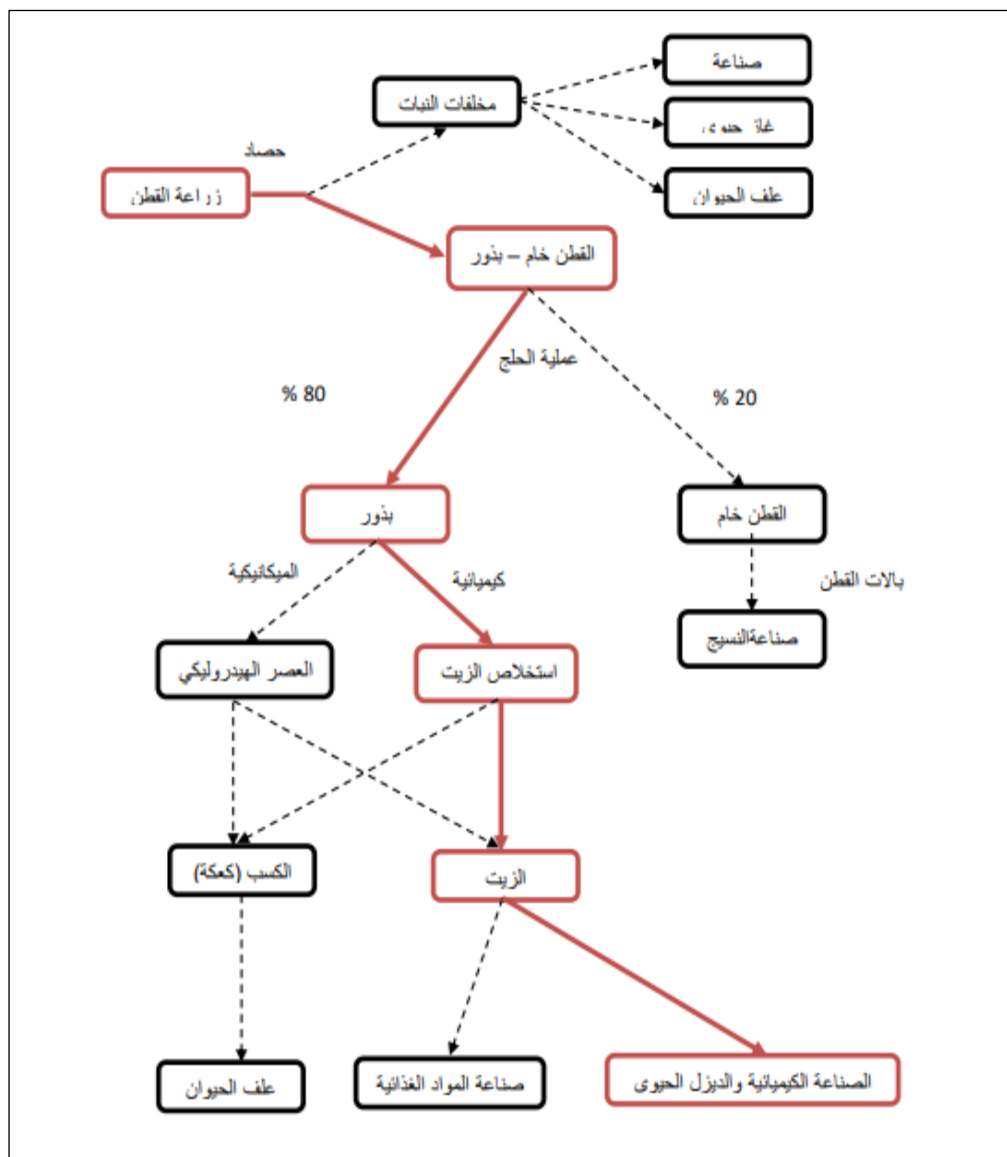 صناعة
مخلفات النبات
حصاد
علف الحيوان
زراعة القطن
القطن خام – بذور
عملية الحلج
% 80
% 20
بذور
القطن خام
الميكانيكية
كيميائية
بالات القطن
صناعةالنسيج
العصر الهيدروليكي
استخلاص الزيت
الكسب (كعكة)
الزيت
علف الحيوان
صناعة المواد الغذائية
الصناعة الكيميائية والديزل الحيوى